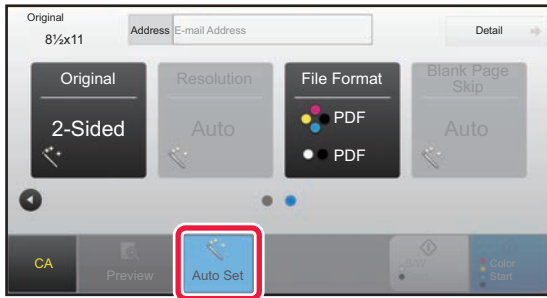 Original
8½x11
Address
E-mail Address
Detail
Original
2-Sided
Resolution
Auto
File Format
PDF
PDF
Blank Page
Skip
Auto
CA
Preview
Auto Set
B/W
Start
Color
Start